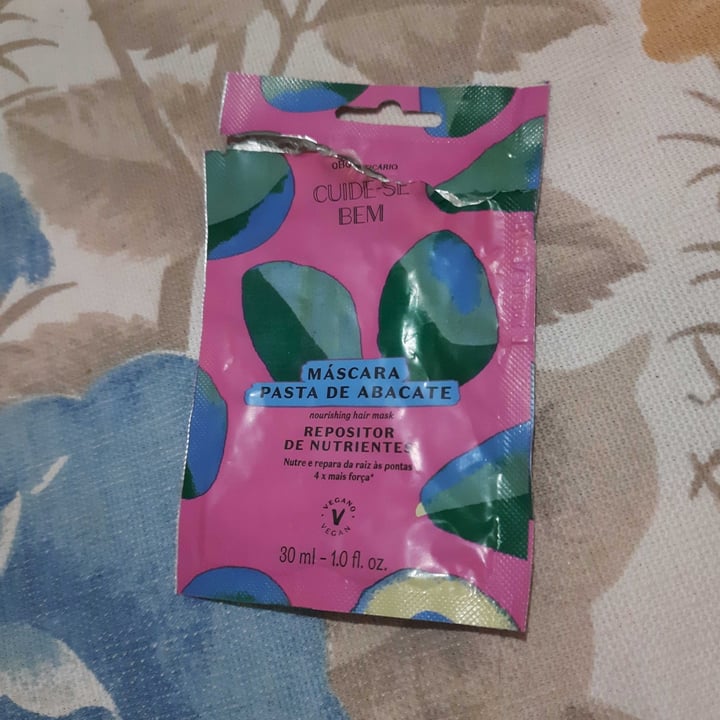 CUIDE-SE
BEM
MÁSCARA
PASTA DE ABACATE
nourishing hair mask
REPOSITOR
DE NUTRIENTES
Nutre e repara da raiz às pontas
4 x mais força*
VEGANO
V
VEGAN
30 ml - 1.0 fl. oz.